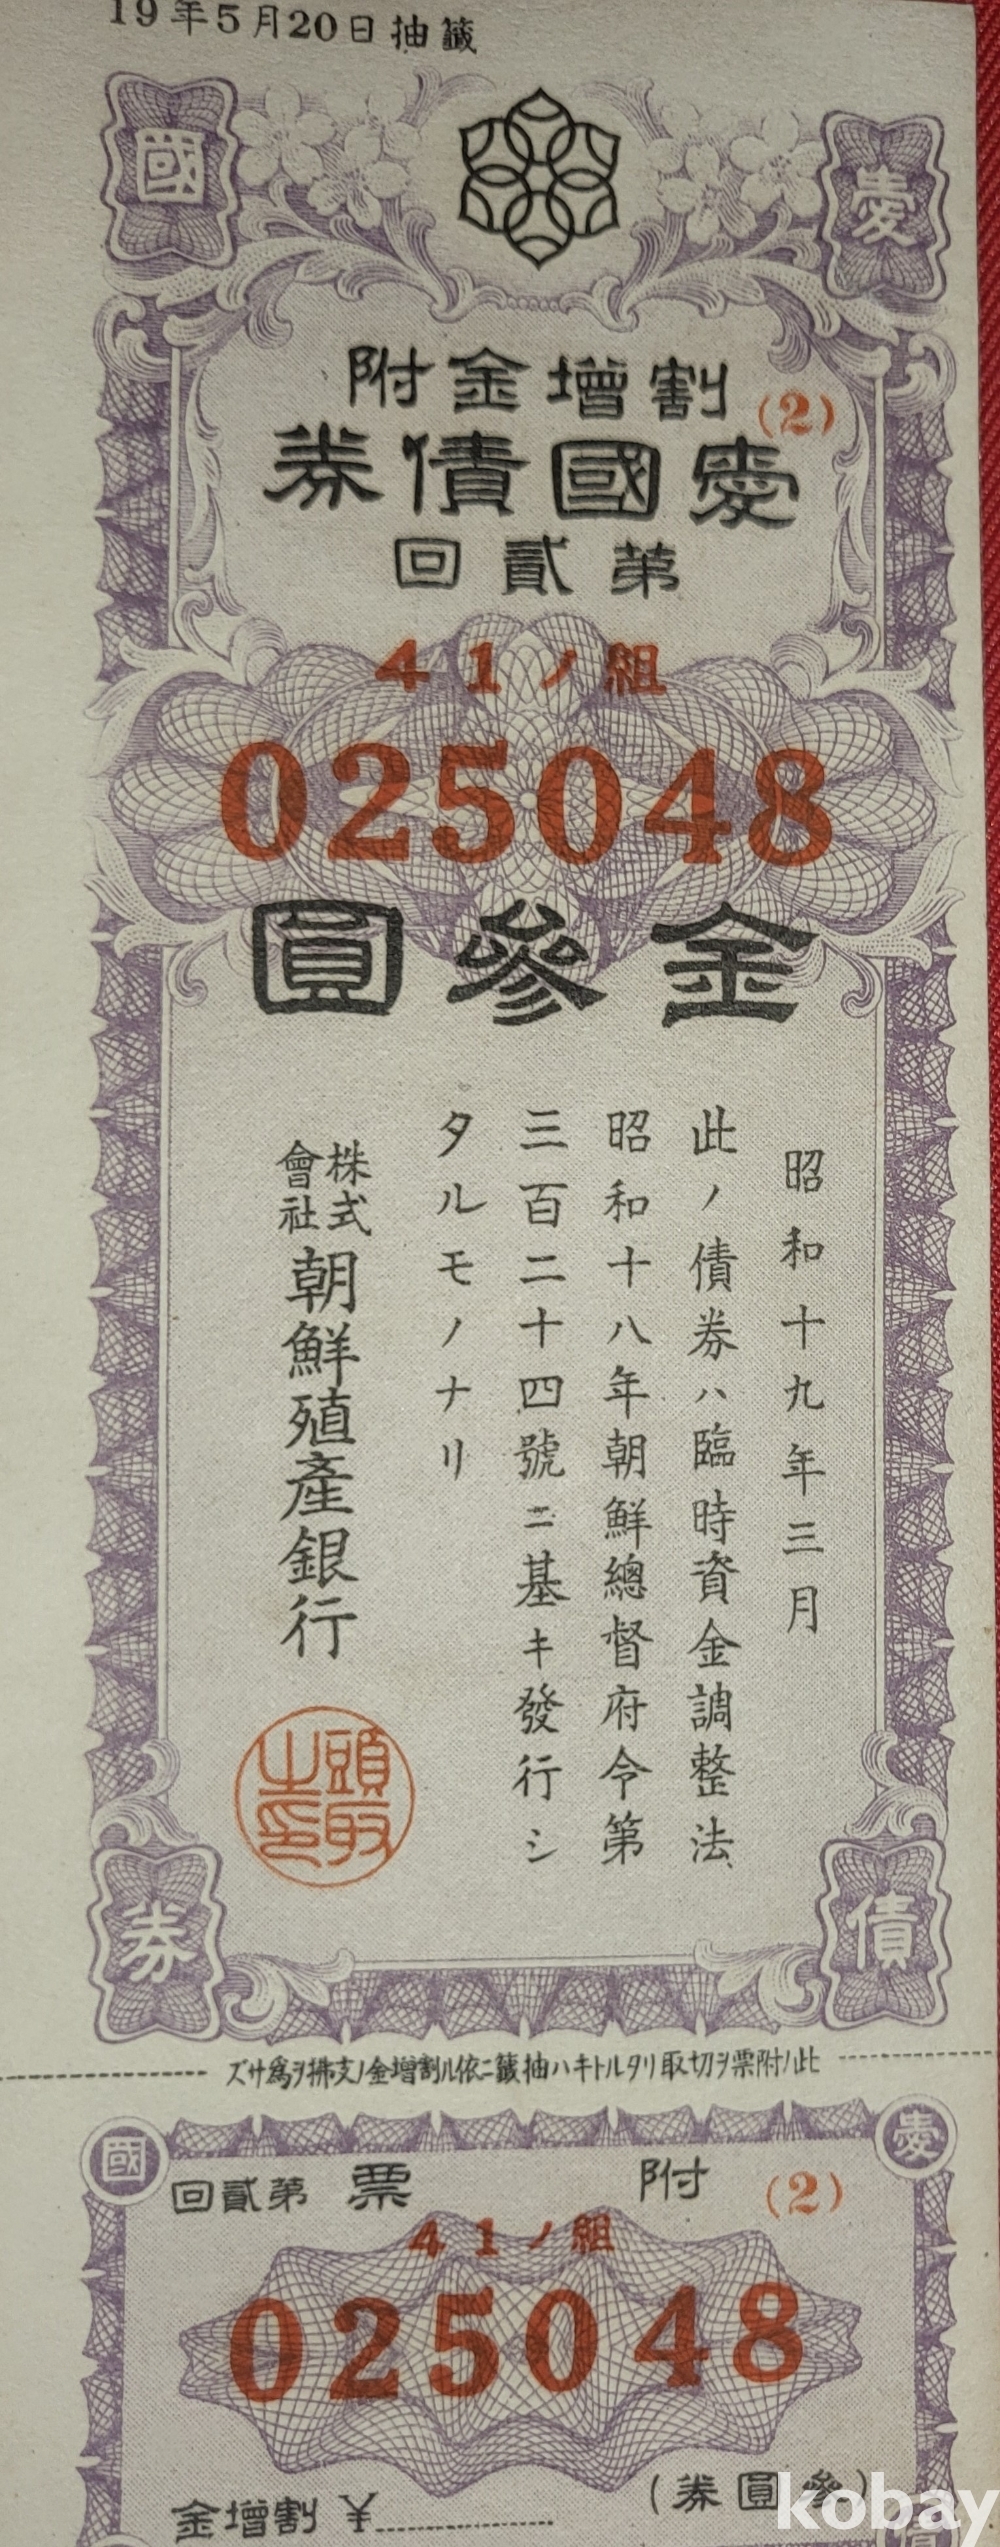 19年5月20日抽籤
愛
國
割增金附
(2)
愛國債券
第貳回
41ノ組
025048
金參圓
昭和十九年三月
此ノ債券ハ臨時資金調整法
昭和十八年朝鮮總督府令第
三百二十四號ニ基キ發行シ
タルモノナリ
株式會社朝鮮殖產銀行
頭取之印
債
券
此ノ附票ヲ切取リタルトキハ抽籤ニ依ル割增金ノ支拂ヲ爲サズ
愛
國
(2)
附票 第貳回
41ノ組
025048
(參圓券)
割增金 ¥
kobay